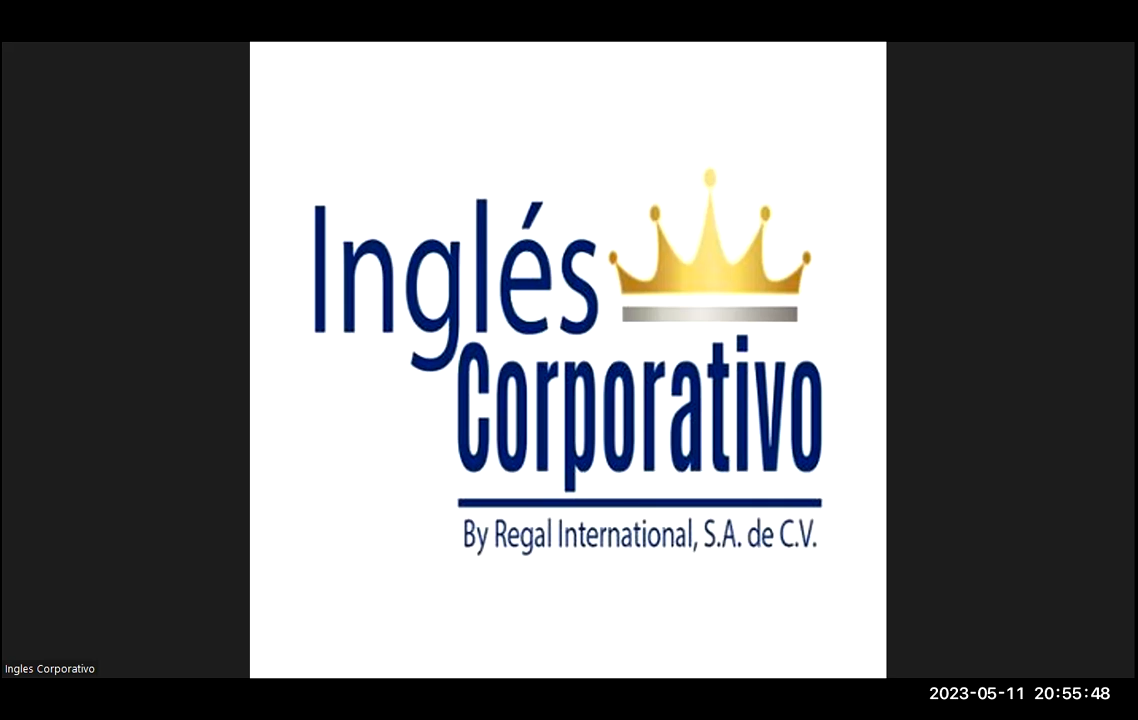 Inglés
Corporativo
By Regal International, S.A. de C.V.
Ingles Corporativo
2023-05-11 20:55:48